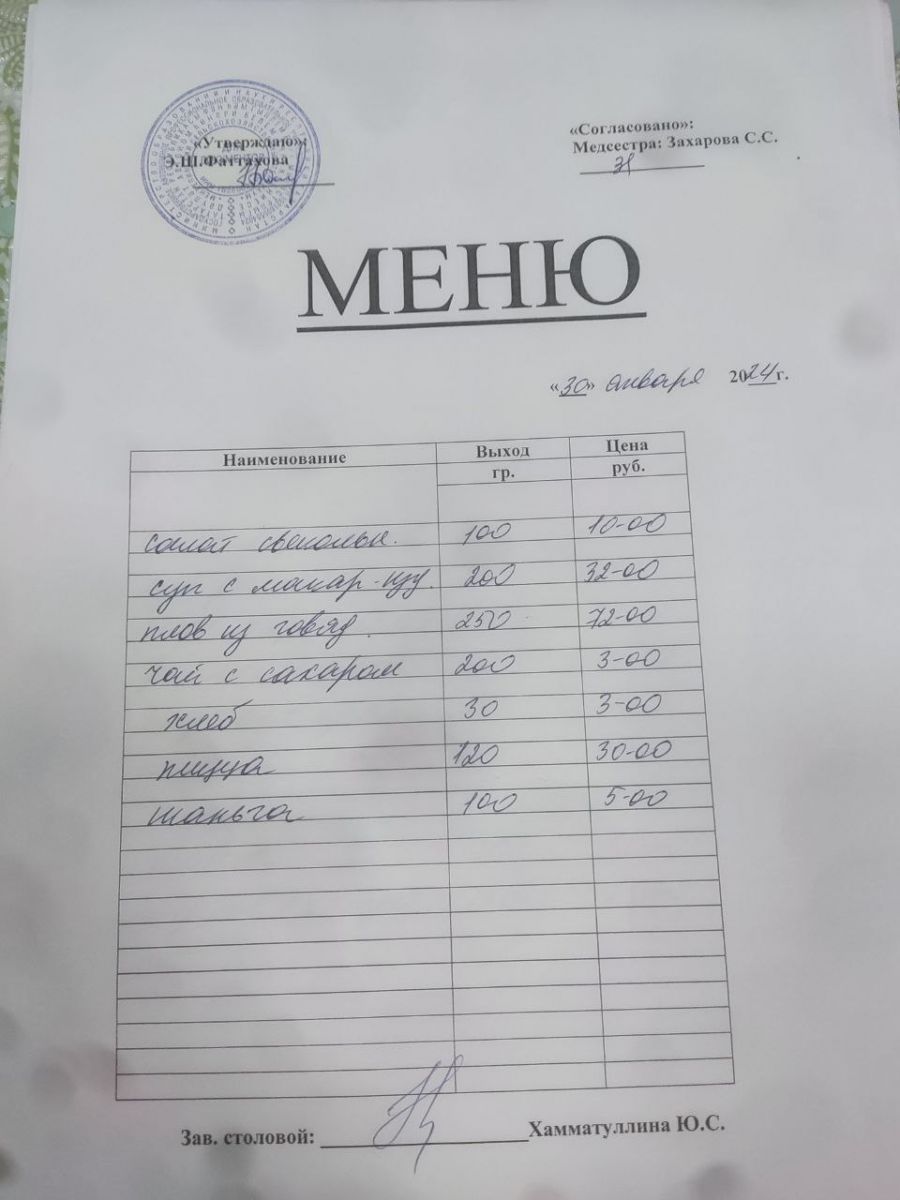 «Утверждаю»:
Э.Ш.Фаттахова
«Согласовано»:
Медсестра: Захарова С.С.
МЕНЮ
«30» января 2024г.
Наименование Выход Цена
гр. руб.
салат свекольн. 100 10-00
суп с макар. изд. 200 32-00
плов из говяд. 250 72-00
чай с сахаром 200 3-00
хлеб 30 3-00
пицца 120 30-00
шаньга 100 5-00
Зав. столовой: Хамматуллина Ю.С.